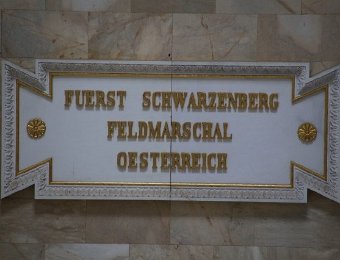 FUERST SCHWARZENBERG
FELDMARSCHAL
OESTERREICH